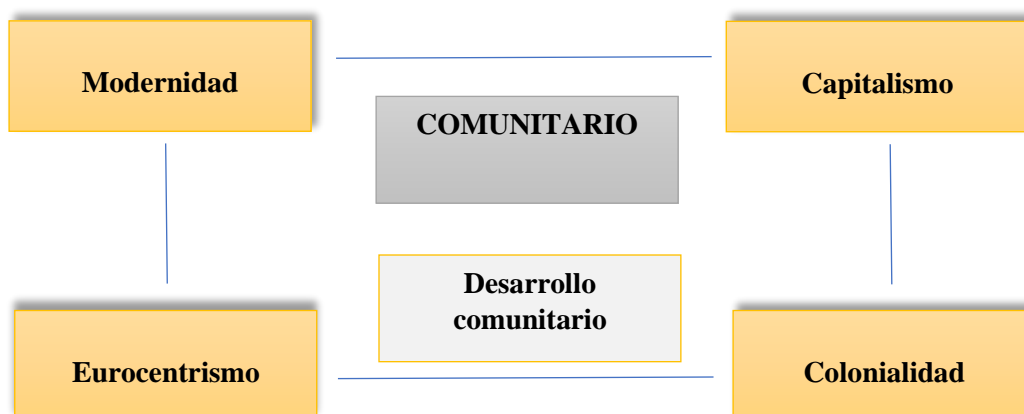 Modernidad
Capitalismo
COMUNITARIO
Desarrollo
comunitario
Eurocentrismo
Colonialidad